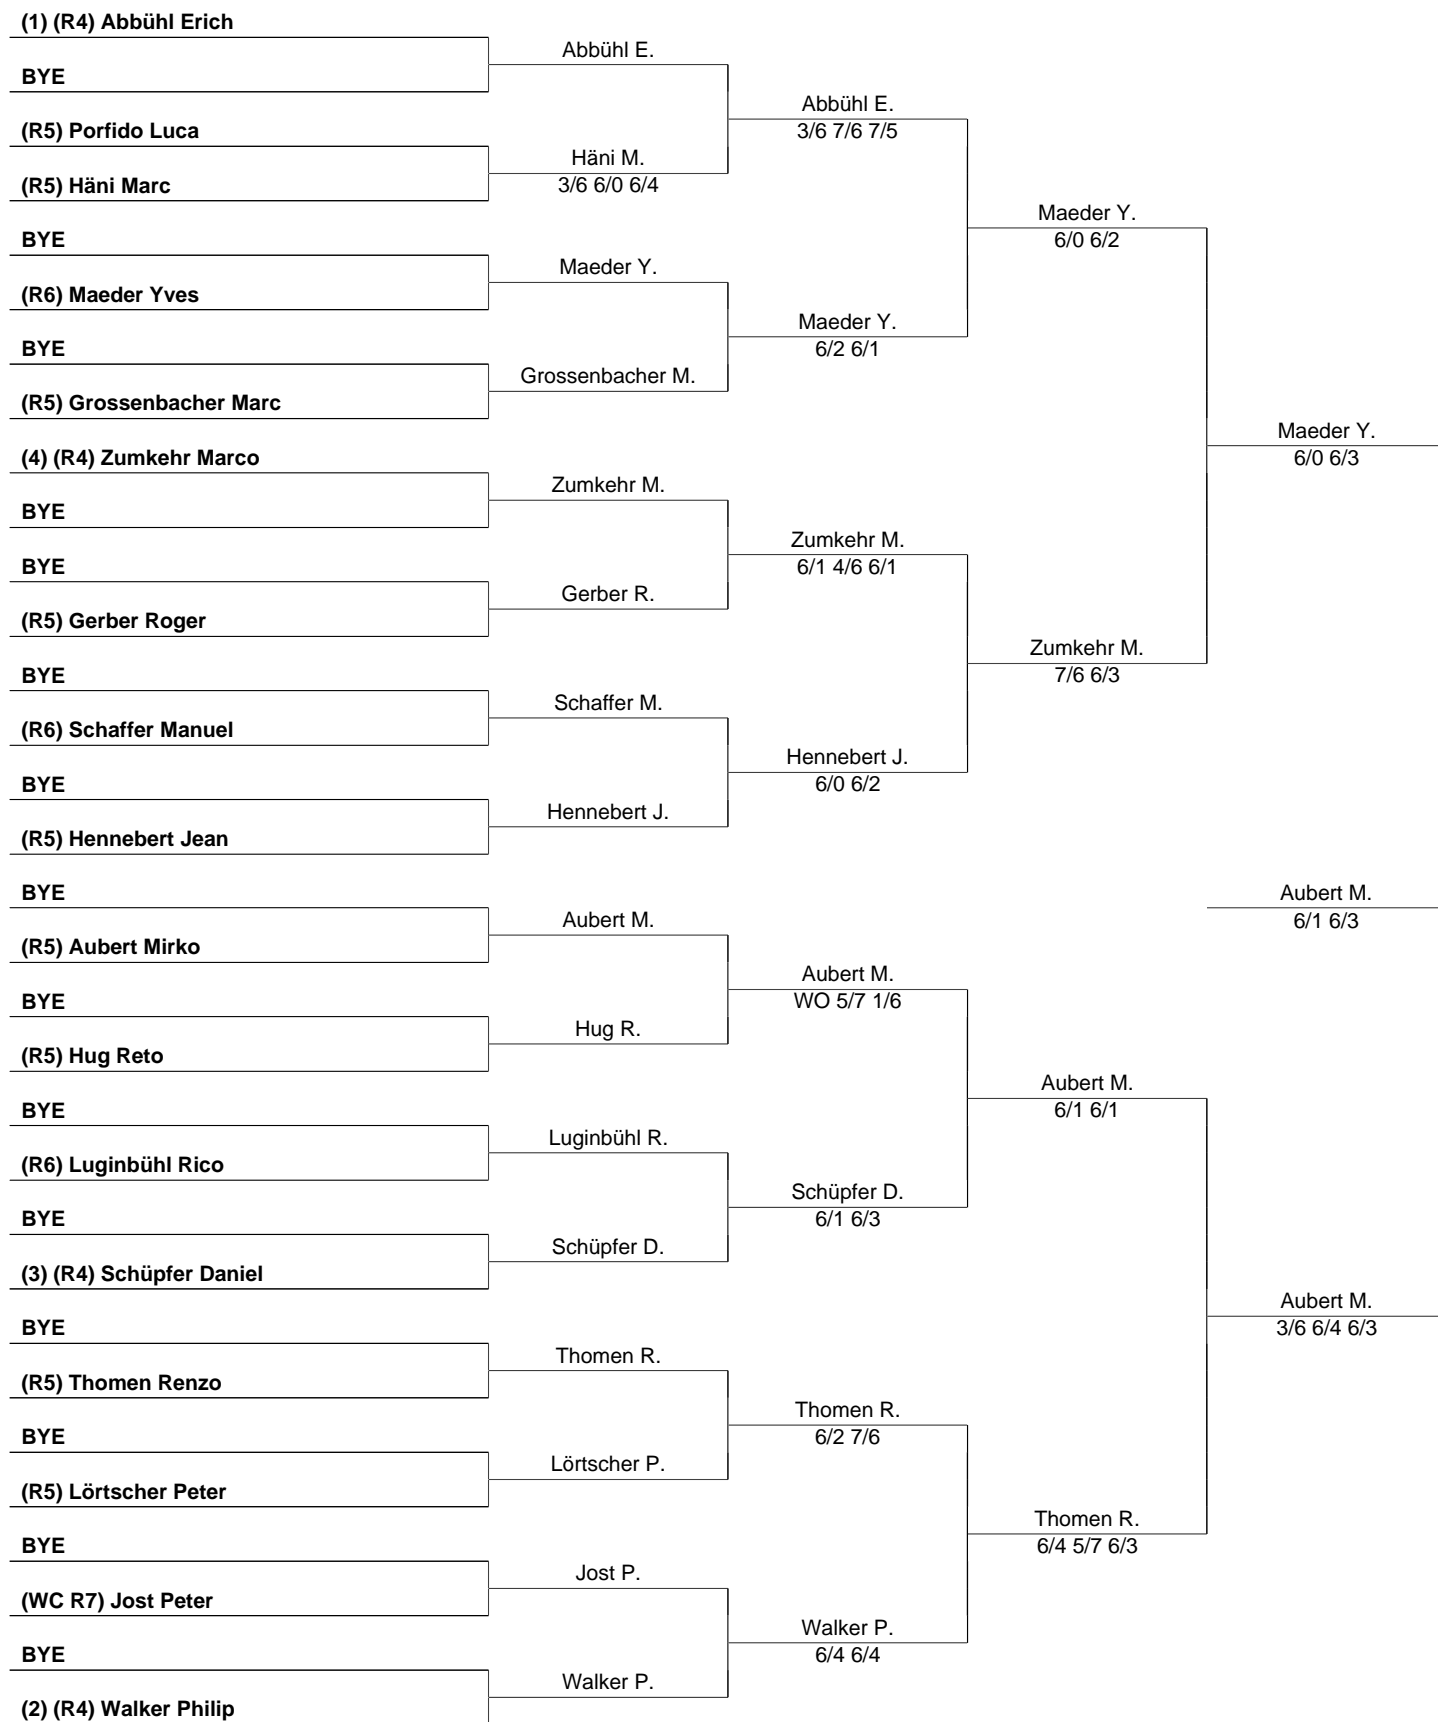 (1) (R4) Abbühl Erich
Abbühl E.
BYE
Abbühl E.
3/6 7/6 7/5
(R5) Porfido Luca
Häni M.
3/6 6/0 6/4
(R5) Häni Marc
Maeder Y.
6/0 6/2
BYE
Maeder Y.
(R6) Maeder Yves
Maeder Y.
6/2 6/1
BYE
Grossenbacher M.
(R5) Grossenbacher Marc
Maeder Y.
6/0 6/3
(4) (R4) Zumkehr Marco
Zumkehr M.
BYE
Zumkehr M.
6/1 4/6 6/1
BYE
Gerber R.
(R5) Gerber Roger
Zumkehr M.
7/6 6/3
BYE
Schaffer M.
(R6) Schaffer Manuel
Hennebert J.
6/0 6/2
BYE
Hennebert J.
(R5) Hennebert Jean
BYE
Aubert M.
6/1 6/3
Aubert M.
(R5) Aubert Mirko
Aubert M.
WO 5/7 1/6
BYE
Hug R.
(R5) Hug Reto
Aubert M.
6/1 6/1
BYE
Luginbühl R.
(R6) Luginbühl Rico
Schüpfer D.
6/1 6/3
BYE
Schüpfer D.
(3) (R4) Schüpfer Daniel
Aubert M.
3/6 6/4 6/3
BYE
Thomen R.
(R5) Thomen Renzo
Thomen R.
6/2 7/6
BYE
Lörtscher P.
(R5) Lörtscher Peter
Thomen R.
6/4 5/7 6/3
BYE
Jost P.
(WC R7) Jost Peter
Walker P.
6/4 6/4
BYE
Walker P.
(2) (R4) Walker Philip